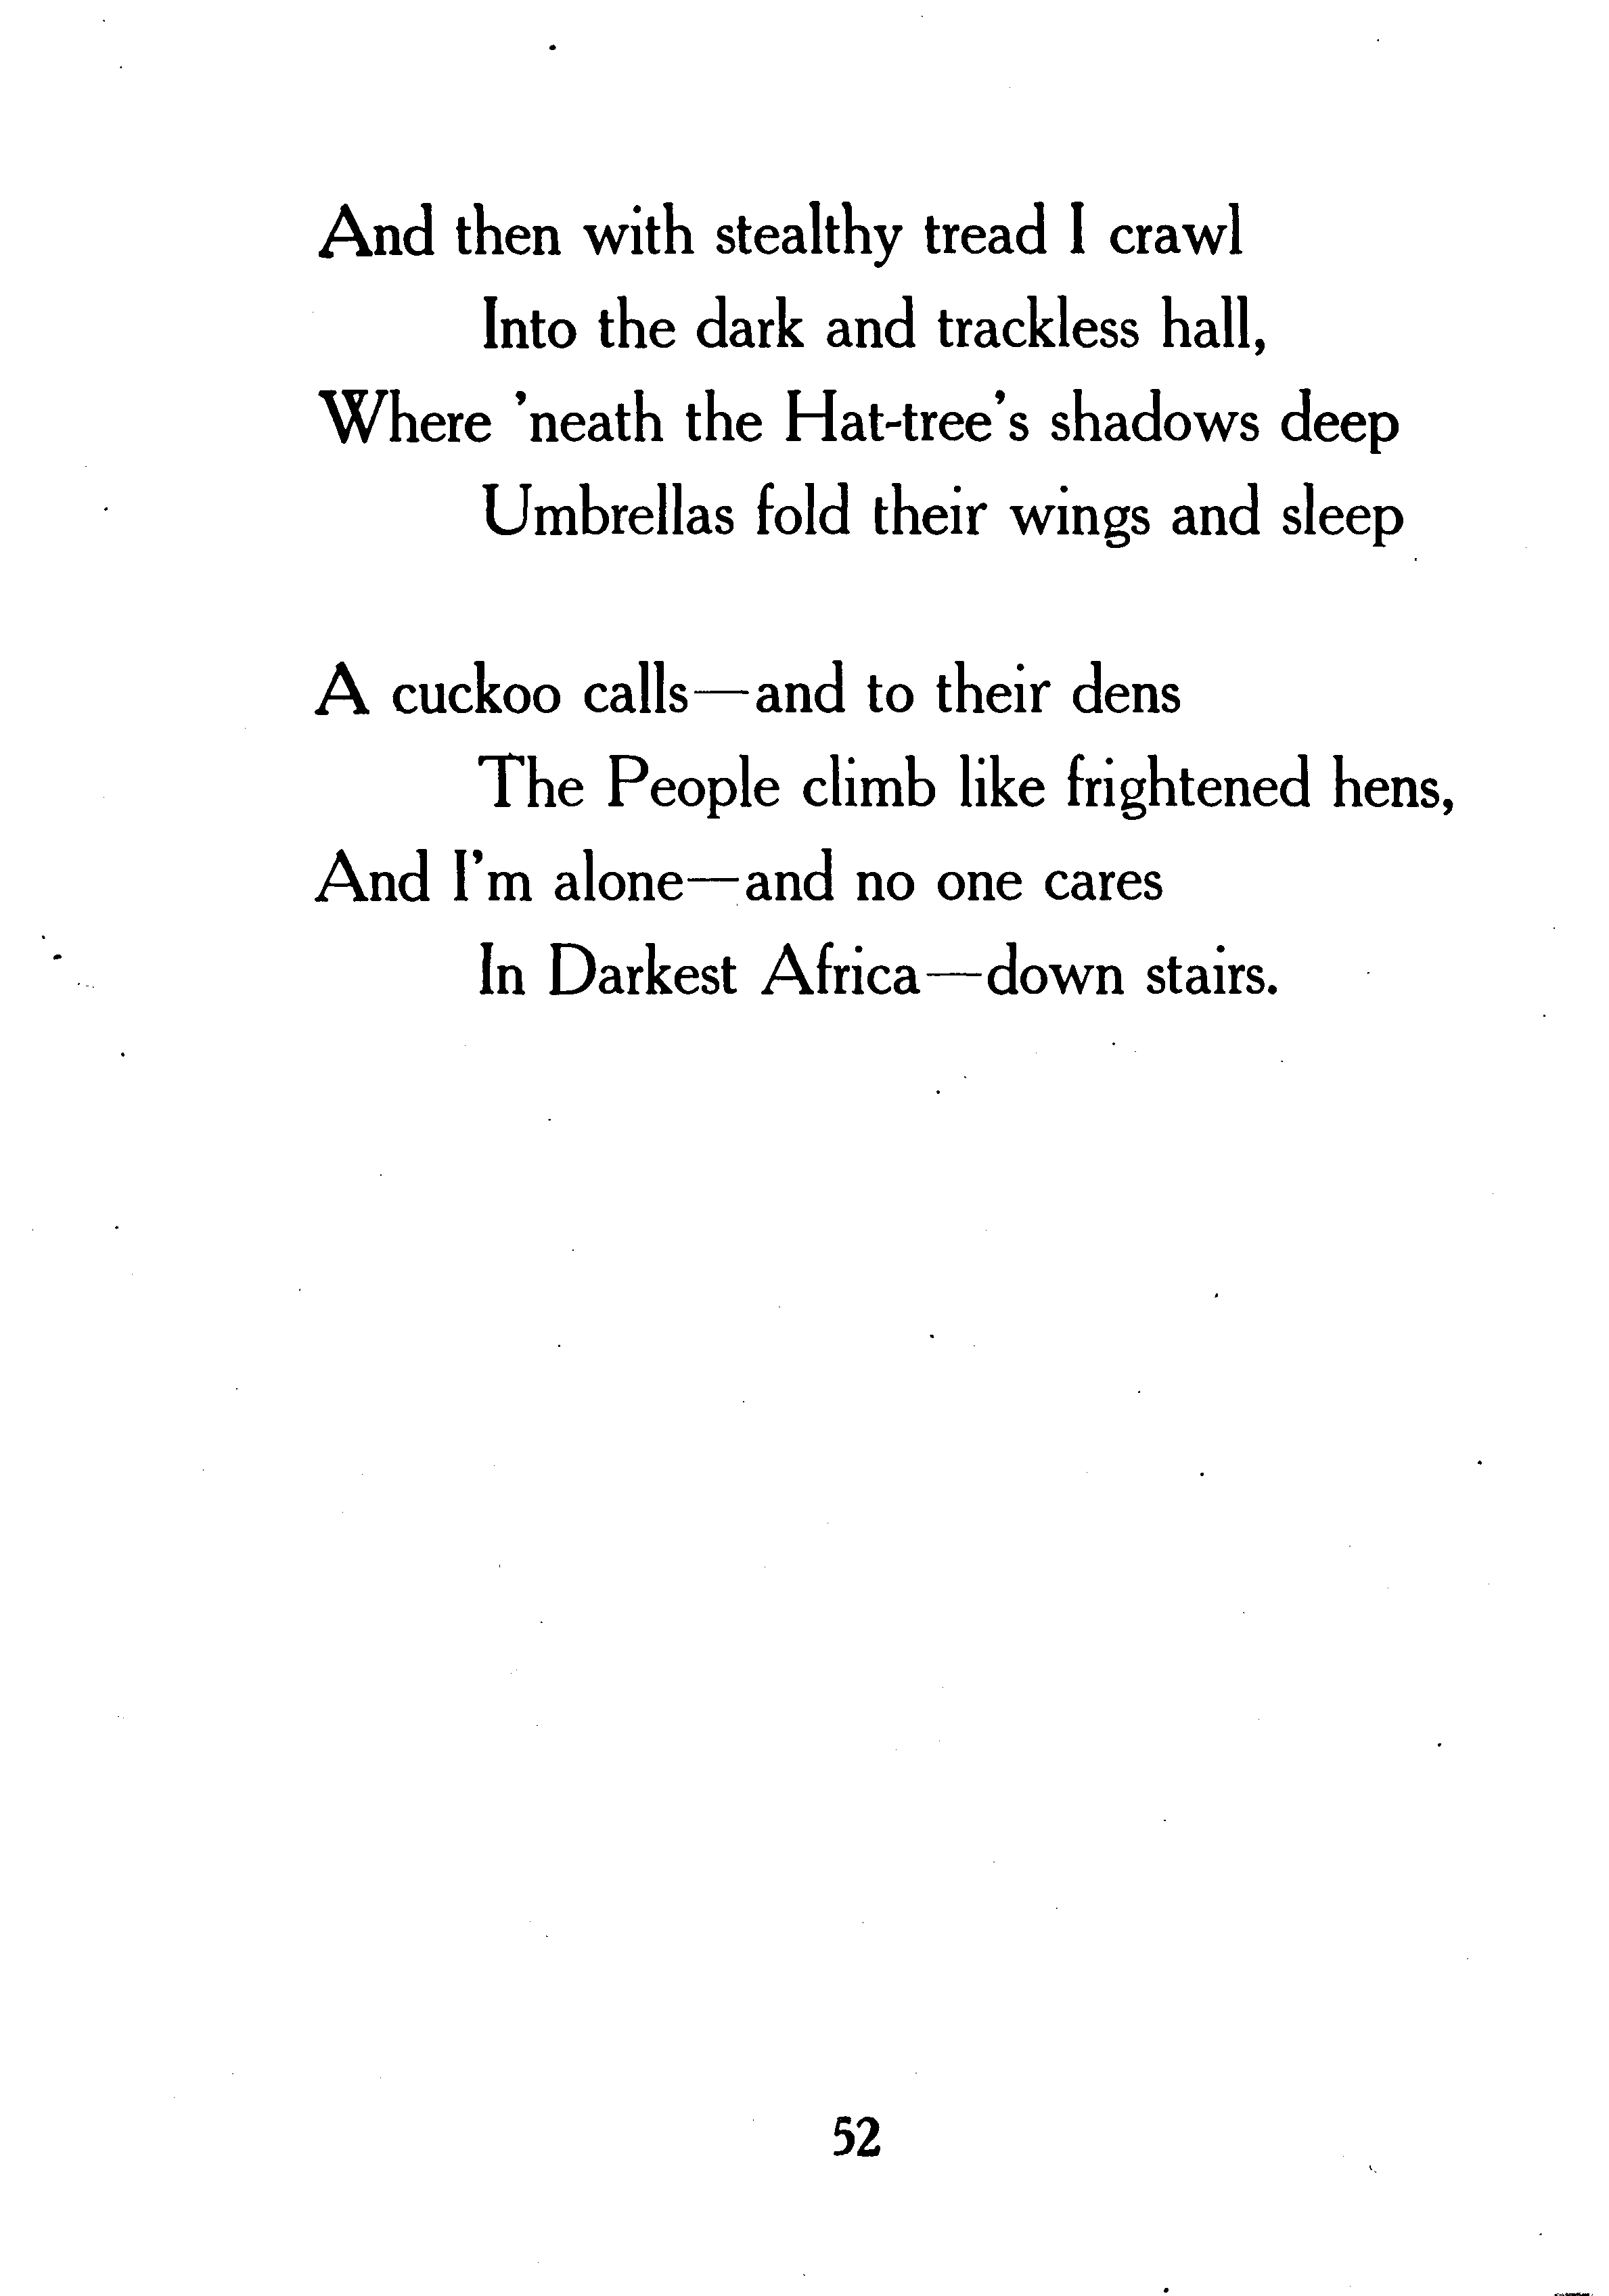 And then with stealthy tread I crawl
Into the dark and trackless hall,
Where 'neath the Hat-tree's shadows deep
Umbrellas fold their wings and sleep
A cuckoo calls—and to their dens
The People climb like frightened hens,
And I'm alone—and no one cares
In Darkest Africa—down stairs.
52